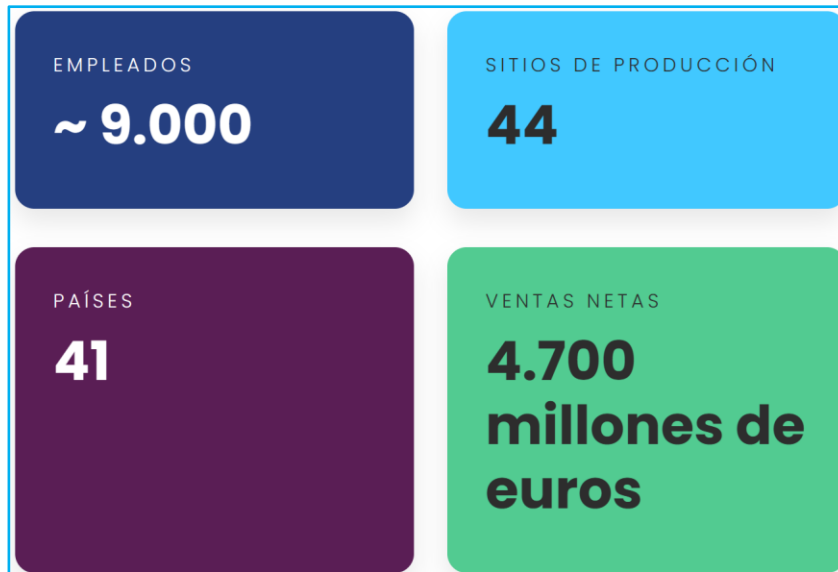 EMPLEADOS
~ 9.000
SITIOS DE PRODUCCIÓN
44
PAÍSES
41
VENTAS NETAS
4.700
millones de
euros